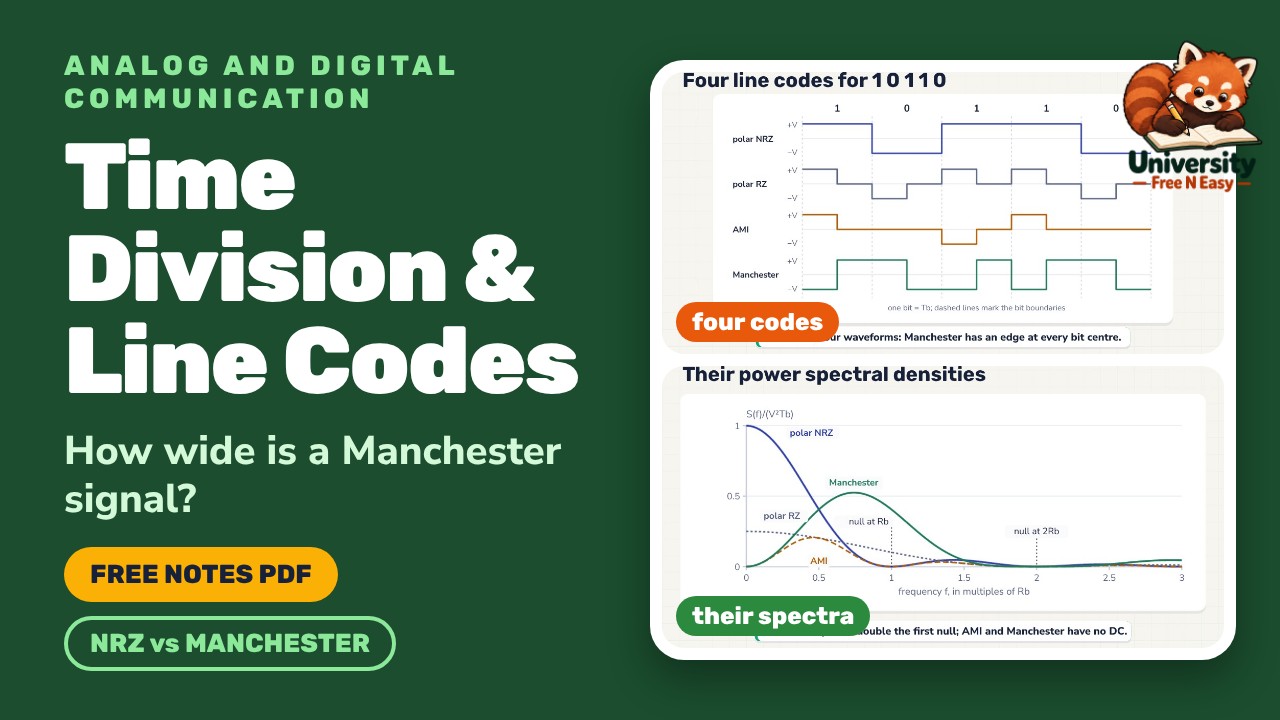 ANALOG AND DIGITAL
COMMUNICATION
Time
Division &
Line Codes
How wide is a Manchester
signal?
FREE NOTES PDF
NRZ vs MANCHESTER
Four line codes for 1 0 1 1 0
1 0 1 1 0
+V
polar NRZ
−V
+V
polar RZ
−V
+V
AMI
−V
+V
Manchester
-V
one bit = Tb; dashed lines mark the bit boundaries
four codes
waveforms: Manchester has an edge at every bit centre.
University
Free N Easy
Their power spectral densities
S(f)/(V²Tb)
1
polar NRZ
Manchester
0.5
polar RZ
null at Rb
null at 2Rb
AMI
0
0 0.5 1 1.5 2 2.5 3
frequency f, in multiples of Rb
their spectra
double the first null; AMI and Manchester have no DC.